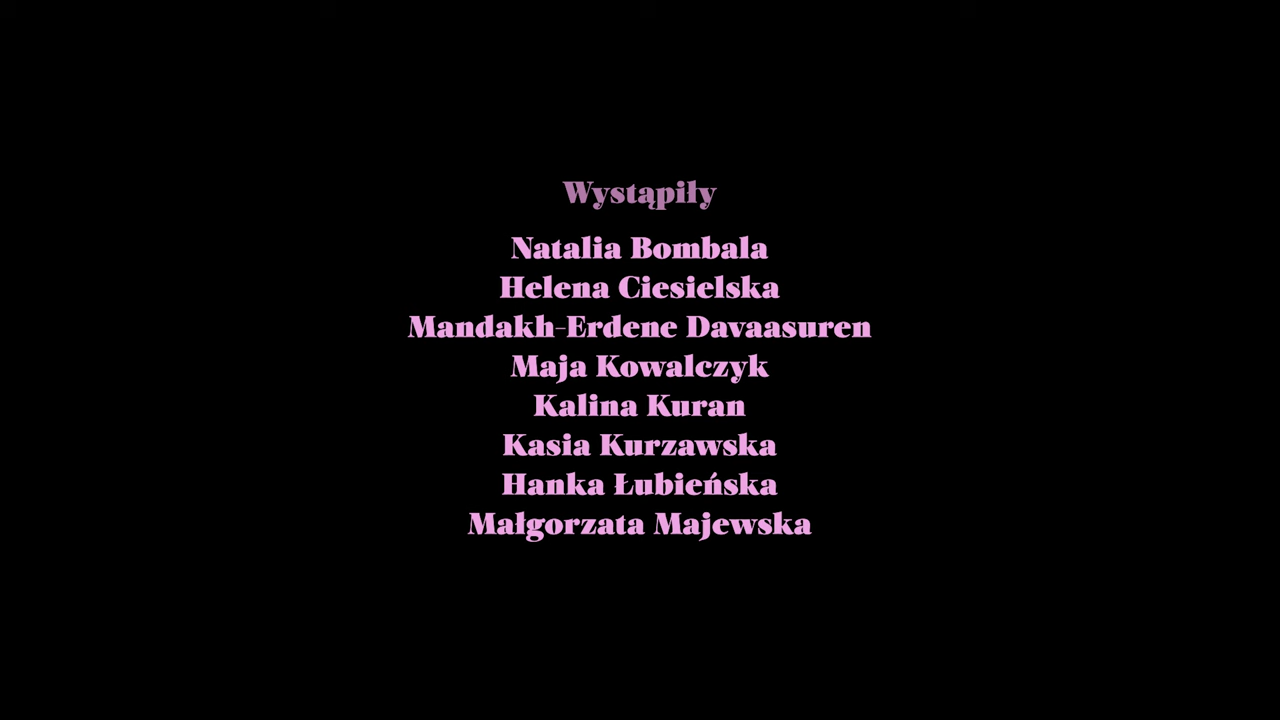 Wystąpiły
Natalia Bombala
Helena Ciesielska
Mandakh-Erdene Davaasuren
Maja Kowalczyk
Kalina Kuran
Kasia Kurzawska
Hanka Łubieńska
Małgorzata Majewska